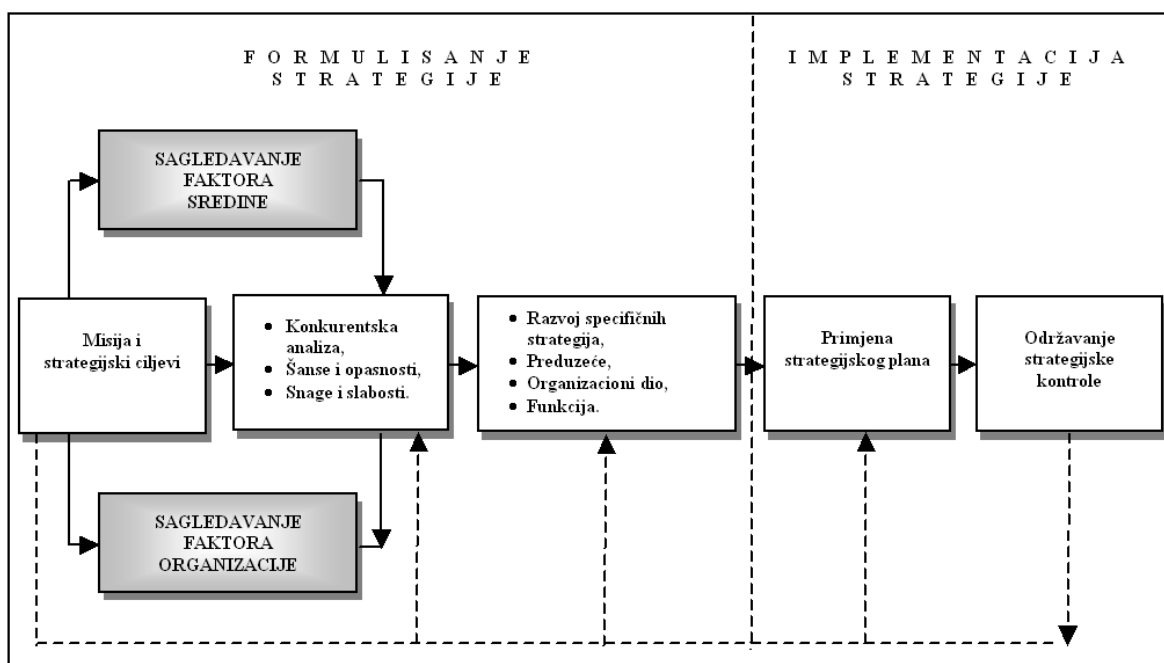 F O R M U L I S A N J E
S T R A T E G I J E
I M P L E M E N T A C I J A
S T R A T E G I J E
SAGLEDAVANJE
FAKTORA
SREDINE
Misija i
strategijski ciljevi
• Konkurentska
analiza,
• Šanse i opasnosti,
• Snage i slabosti.
• Razvoj specifičnih
strategija,
• Preduzeće,
• Organizacioni dio,
• Funkcija.
Primjena
strategijskog plana
Održavanje
strategijske
kontrole
SAGLEDAVANJE
FAKTORA
ORGANIZACIJE